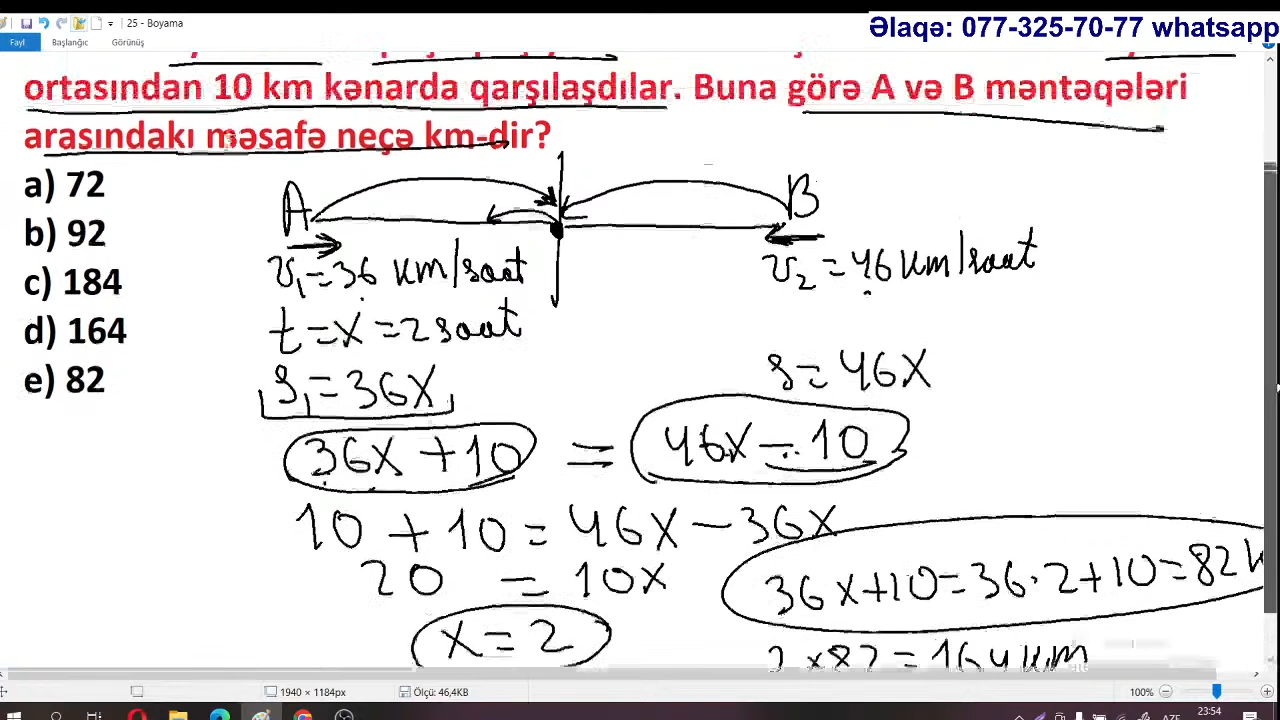 25 - Boyama
Əlaqə: 077-325-70-77 whatsapp
Fayl Başlanğıc Görünüş
ortasından 10 km kənarda qarşılaşdılar. Buna görə A və B məntəqələri
arasındakı məsafə neçə km-dir?
a) 72
b) 92
c) 184
d) 164
e) 82
A B
v₁ = 36 km/saat v₂ = 46 km/saat
t = x = 2 saat
s₁ = 36x s = 46x
36x + 10 = 46x - 10
10 + 10 = 46x - 36x
20 = 10x
36x+10=36·2+10=82
x = 2
2 x 82 = 164 km
1940 × 1184px Ölçü: 46,4KB 100%
AZE 23:54